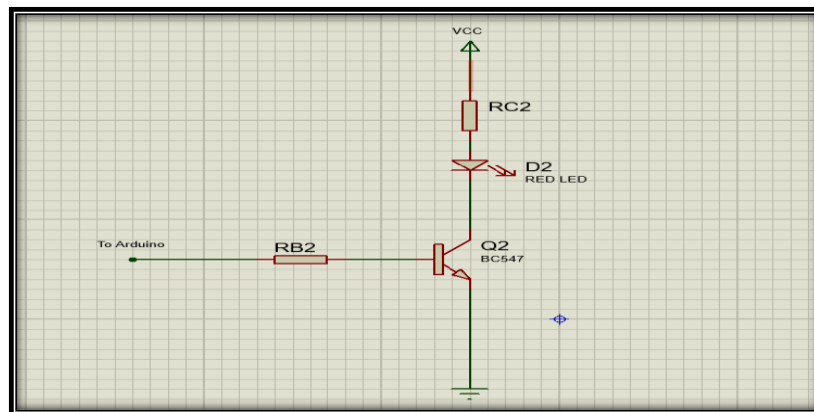 VCC
RC2
D2
RED LED
To Arduino
RB2
Q2
BC547